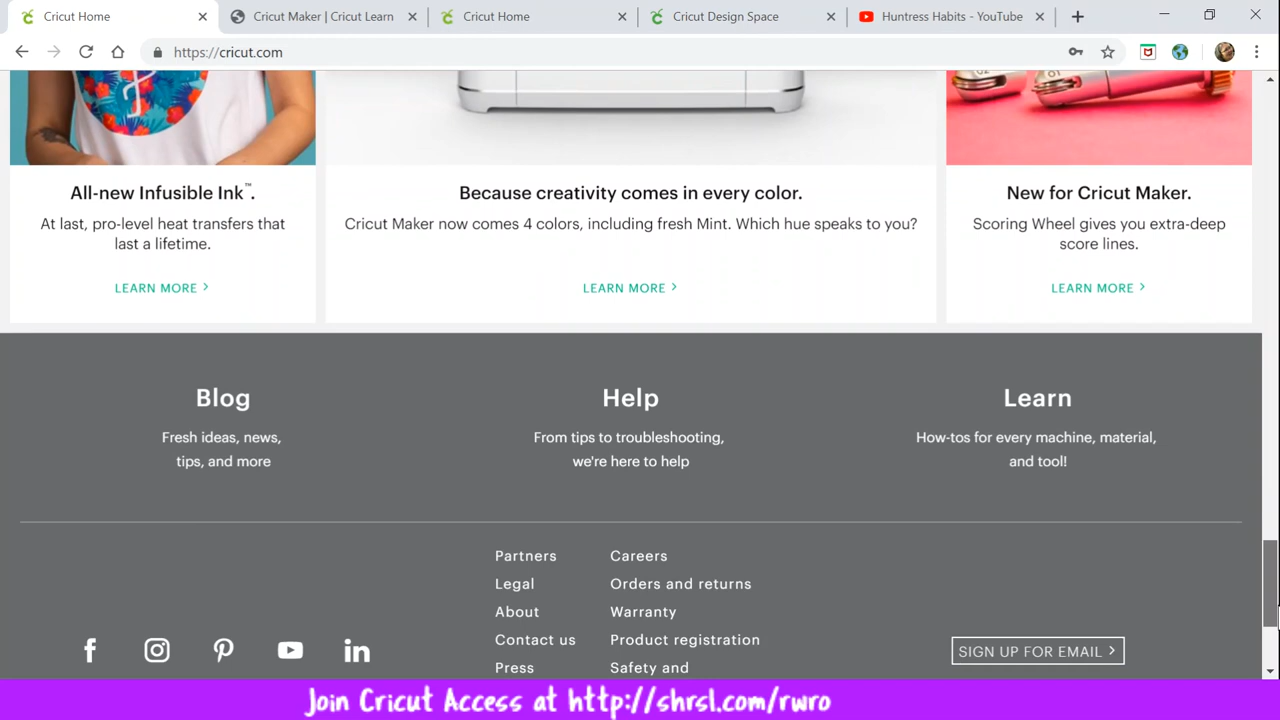 Cricut Home
Cricut Maker | Cricut Learn
Cricut Home
Cricut Design Space
Huntress Habits - YouTube
https://cricut.com
All-new Infusible Ink™.
At last, pro-level heat transfers that
last a lifetime.
LEARN MORE >
Because creativity comes in every color.
Cricut Maker now comes 4 colors, including fresh Mint. Which hue speaks to you?
LEARN MORE >
New for Cricut Maker.
Scoring Wheel gives you extra-deep
score lines.
LEARN MORE >
Blog
Fresh ideas, news,
tips, and more
Help
From tips to troubleshooting,
we're here to help
Learn
How-tos for every machine, material,
and tool!
Partners
Legal
About
Contact us
Press
Careers
Orders and returns
Warranty
Product registration
Safety and
SIGN UP FOR EMAIL >
Join Cricut Access at http://shrsl.com/rwro